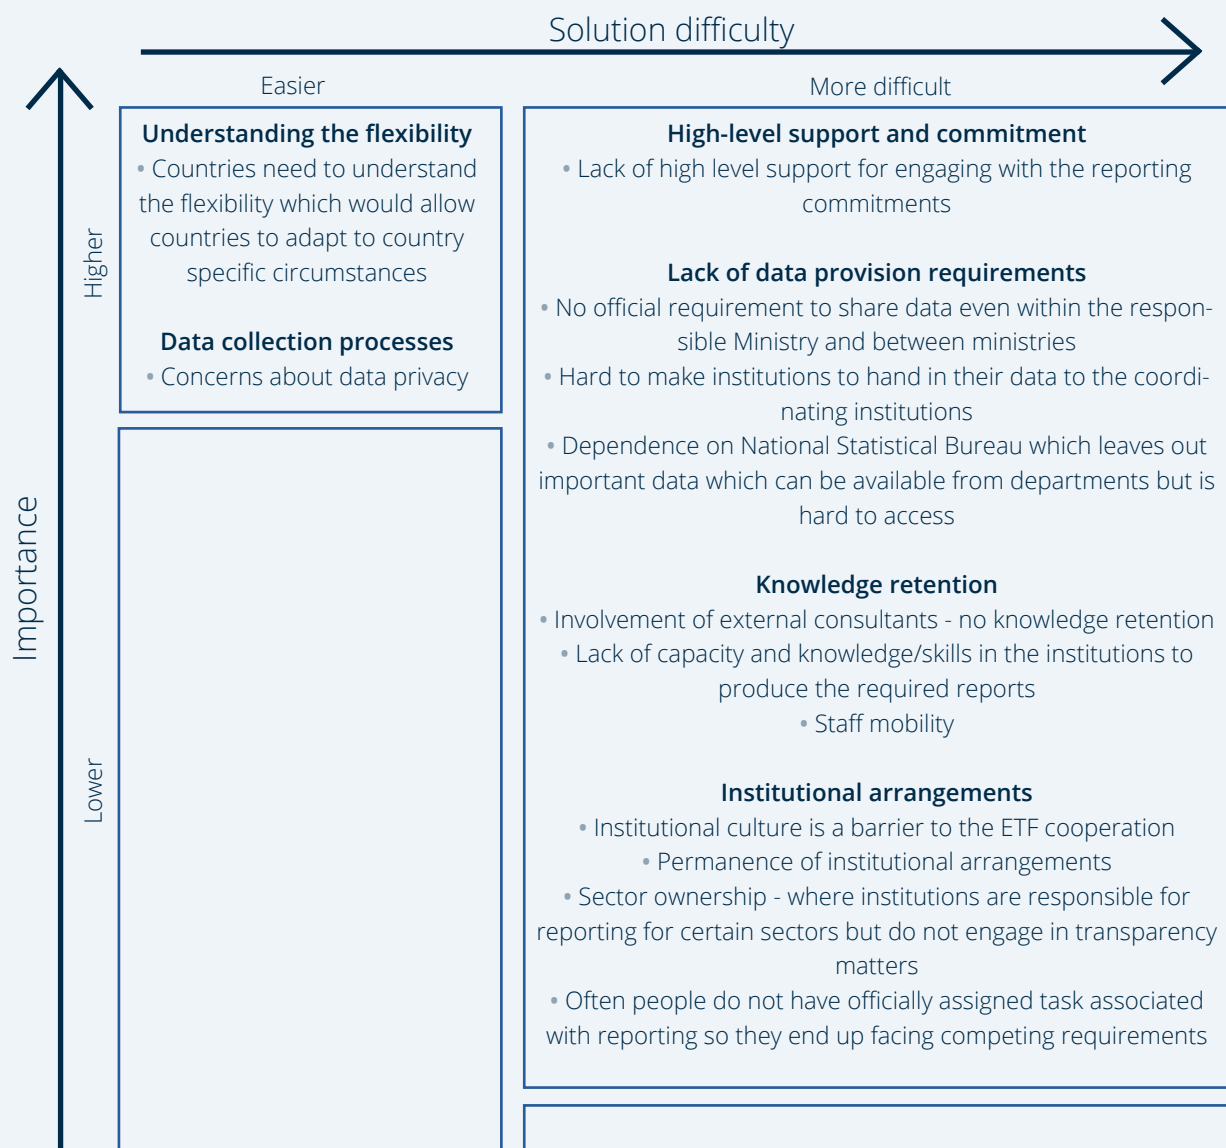 Solution difficulty
Easier
More difficult
Importance
Higher
Lower
Understanding the flexibility
• Countries need to understand
the flexibility which would allow
countries to adapt to country
specific circumstances
Data collection processes
• Concerns about data privacy
High-level support and commitment
• Lack of high level support for engaging with the reporting
commitments
Lack of data provision requirements
• No official requirement to share data even within the respon-
sible Ministry and between ministries
• Hard to make institutions to hand in their data to the coordi-
nating institutions
• Dependence on National Statistical Bureau which leaves out
important data which can be available from departments but is
hard to access
Knowledge retention
• Involvement of external consultants - no knowledge retention
• Lack of capacity and knowledge/skills in the institutions to
produce the required reports
• Staff mobility
Institutional arrangements
• Institutional culture is a barrier to the ETF cooperation
• Permanence of institutional arrangements
• Sector ownership - where institutions are responsible for
reporting for certain sectors but do not engage in transparency
matters
• Often people do not have officially assigned task associated
with reporting so they end up facing competing requirements